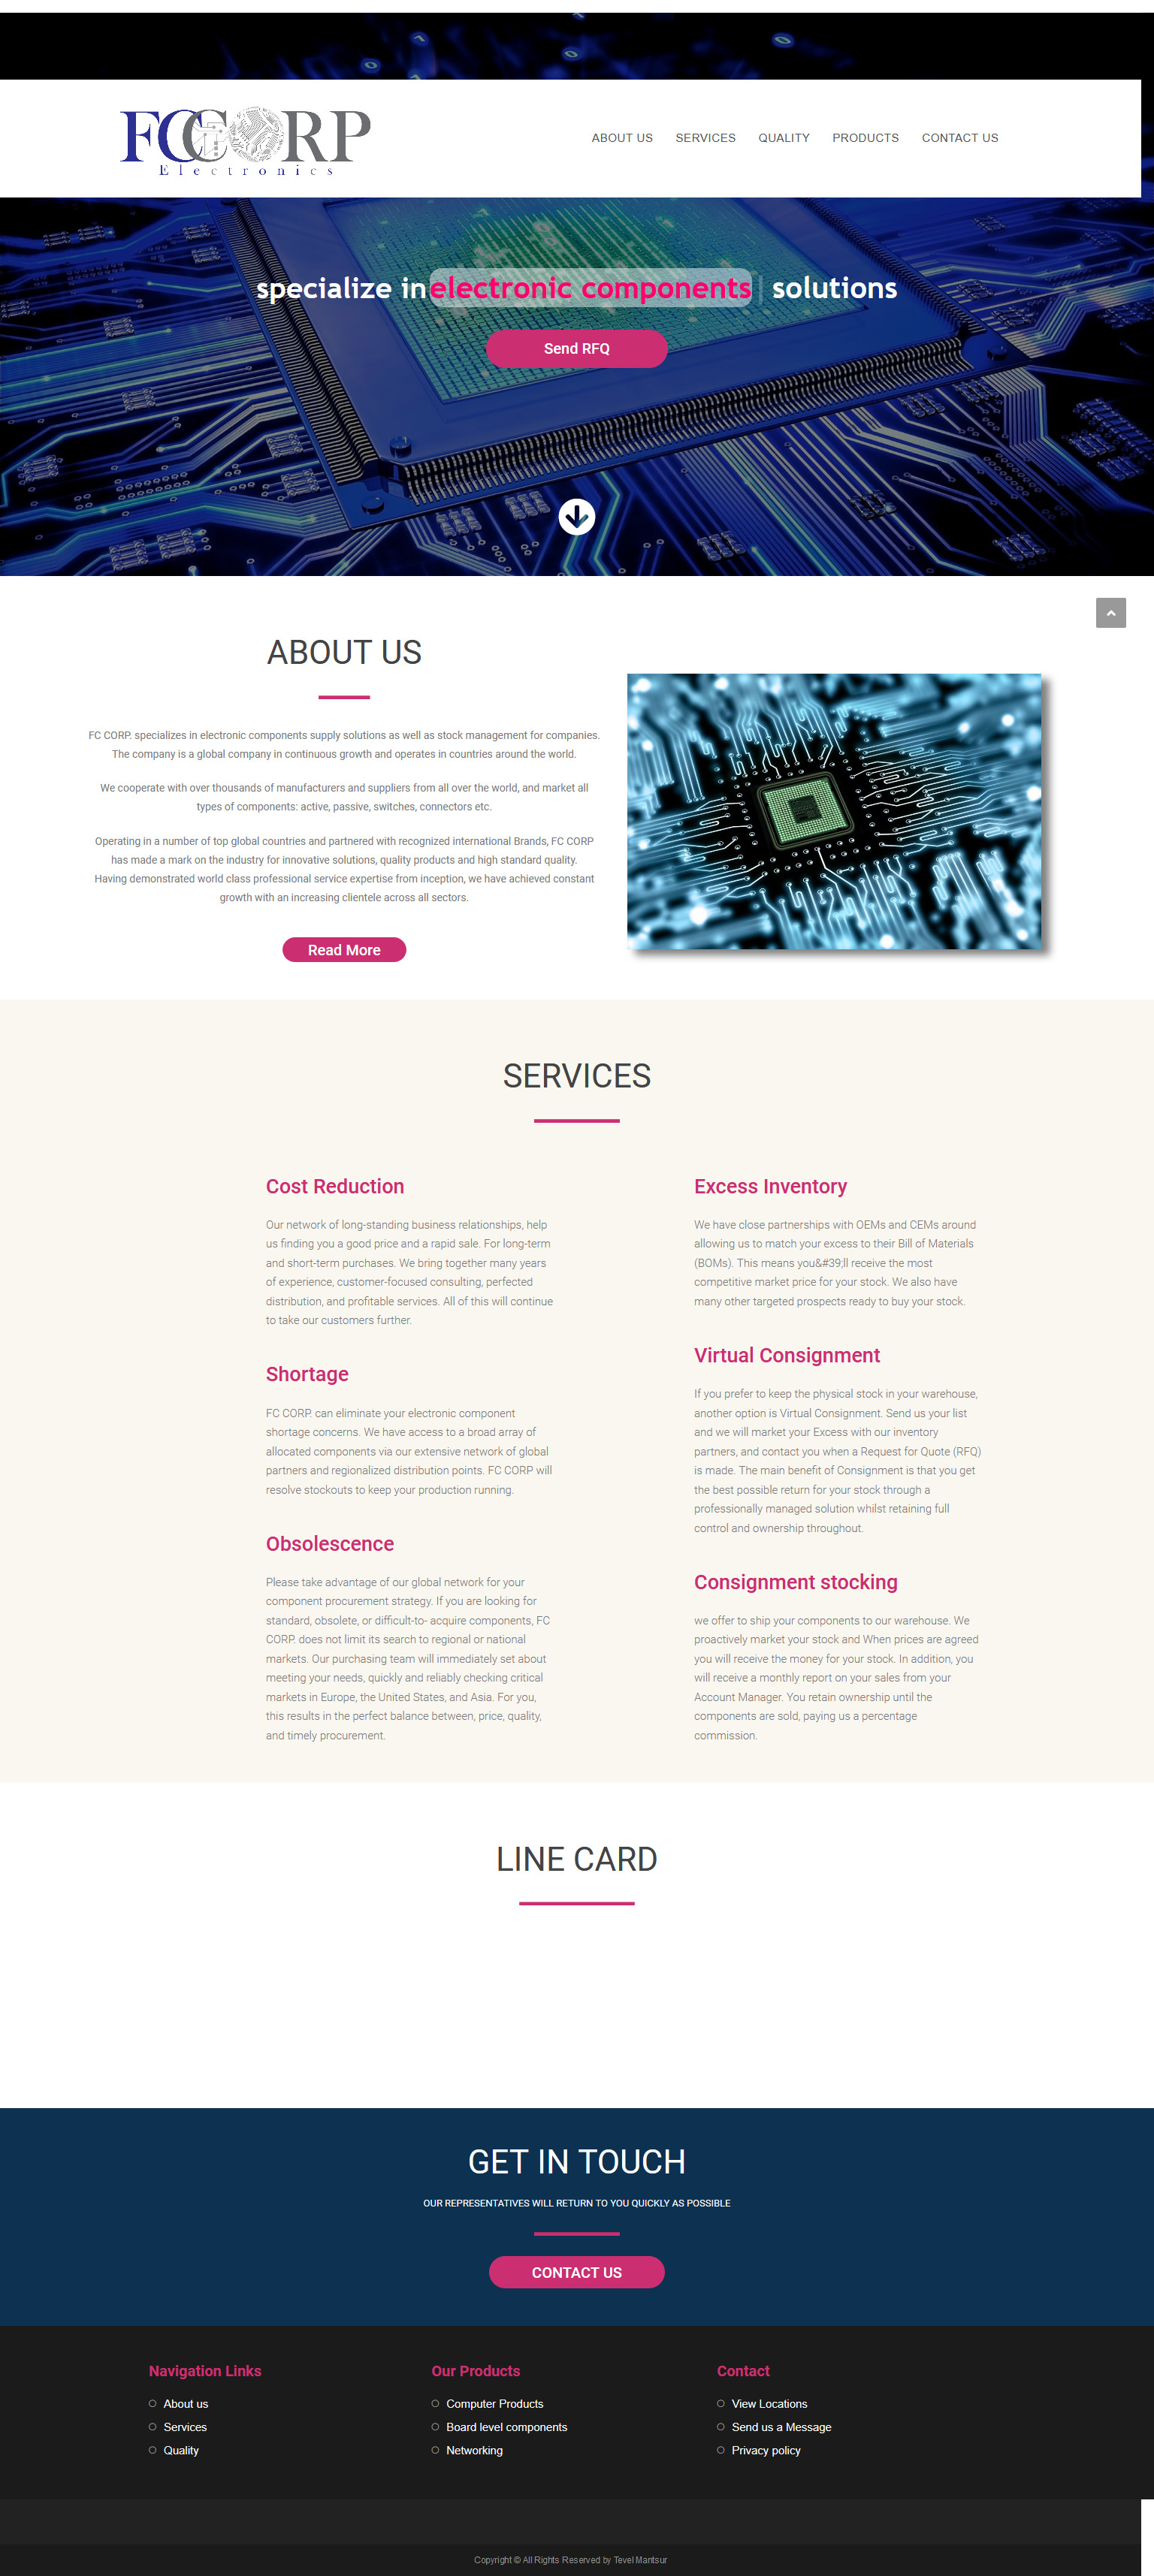 FCCORP
Electronics
ABOUT US SERVICES QUALITY PRODUCTS CONTACT US
specialize in electronic components| solutions
Send RFQ
ABOUT US
FC CORP. specializes in electronic components supply solutions as well as stock management for companies.
The company is a global company in continuous growth and operates in countries around the world.
We cooperate with over thousands of manufacturers and suppliers from all over the world, and market all
types of components: active, passive, switches, connectors etc.
Operating in a number of top global countries and partnered with recognized international Brands, FC CORP
has made a mark on the industry for innovative solutions, quality products and high standard quality.
Having demonstrated world class professional service expertise from inception, we have achieved constant
growth with an increasing clientele across all sectors.
Read More
SERVICES
Cost Reduction
Our network of long-standing business relationships, help
us finding you a good price and a rapid sale. For long-term
and short-term purchases. We bring together many years
of experience, customer-focused consulting, perfected
distribution, and profitable services. All of this will continue
to take our customers further.
Shortage
FC CORP. can eliminate your electronic component
shortage concerns. We have access to a broad array of
allocated components via our extensive network of global
partners and regionalized distribution points. FC CORP will
resolve stockouts to keep your production running.
Obsolescence
Please take advantage of our global network for your
component procurement strategy. If you are looking for
standard, obsolete, or difficult-to- acquire components, FC
CORP. does not limit its search to regional or national
markets. Our purchasing team will immediately set about
meeting your needs, quickly and reliably checking critical
markets in Europe, the United States, and Asia. For you,
this results in the perfect balance between, price, quality,
and timely procurement.
Excess Inventory
We have close partnerships with OEMs and CEMs around
allowing us to match your excess to their Bill of Materials
(BOMs). This means you&#39;ll receive the most
competitive market price for your stock. We also have
many other targeted prospects ready to buy your stock.
Virtual Consignment
If you prefer to keep the physical stock in your warehouse,
another option is Virtual Consignment. Send us your list
and we will market your Excess with our inventory
partners, and contact you when a Request for Quote (RFQ)
is made. The main benefit of Consignment is that you get
the best possible return for your stock through a
professionally managed solution whilst retaining full
control and ownership throughout.
Consignment stocking
we offer to ship your components to our warehouse. We
proactively market your stock and When prices are agreed
you will receive the money for your stock. In addition, you
will receive a monthly report on your sales from your
Account Manager. You retain ownership until the
components are sold, paying us a percentage
commission.
LINE CARD
GET IN TOUCH
OUR REPRESENTATIVES WILL RETURN TO YOU QUICKLY AS POSSIBLE
CONTACT US
Navigation Links
About us
Services
Quality
Our Products
Computer Products
Board level components
Networking
Contact
View Locations
Send us a Message
Privacy policy
Copyright © All Rights Reserved by Tevel Mantsur